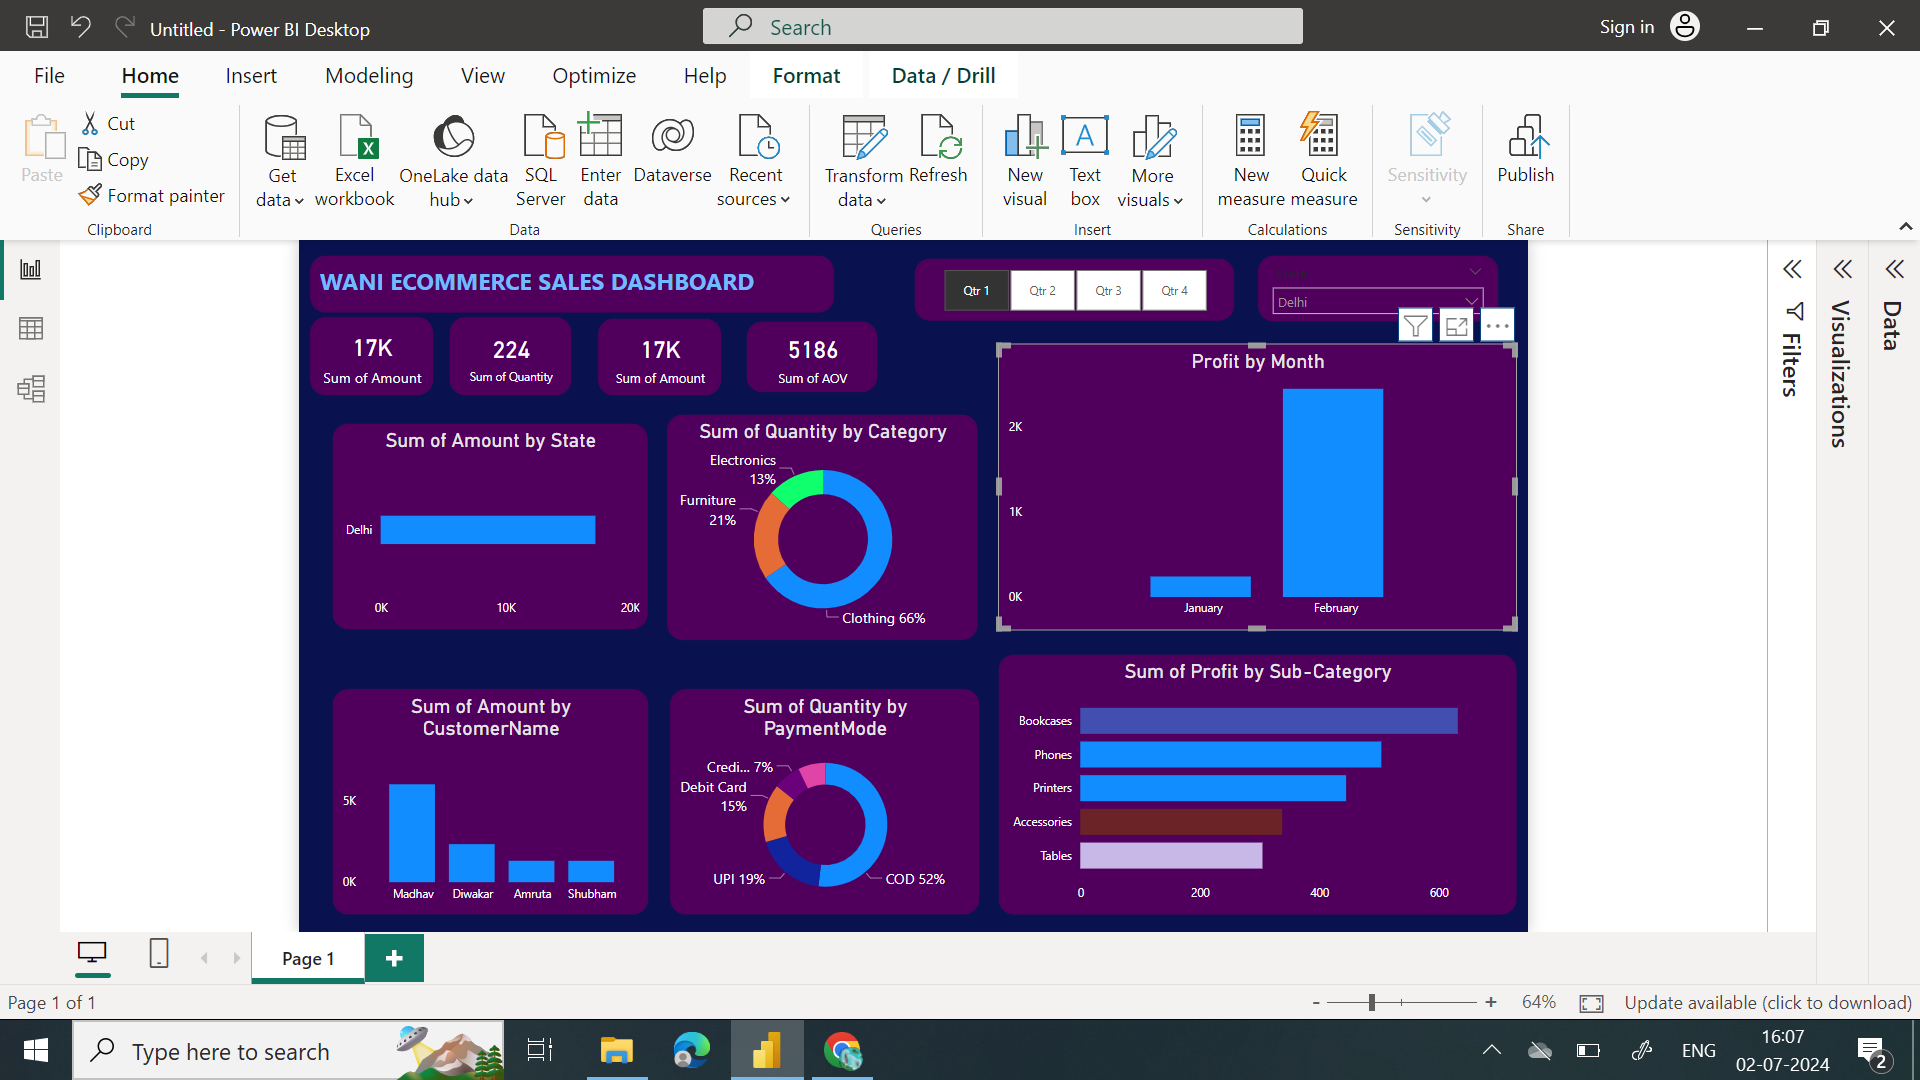 Untitled - Power BI Desktop
Search
Sign in
File
Home
Insert
Modeling
View
Optimize
Help
Format
Data / Drill
Paste
Cut
Copy
Format painter
Clipboard
Get data
Excel workbook
OneLake data hub
SQL Server
Enter data
Dataverse
Recent sources
Data
Transform data
Refresh
Queries
New visual
Text box
More visuals
Insert
New measure
Quick measure
Calculations
Sensitivity
Sensitivity
Publish
Share
WANI ECOMMERCE SALES DASHBOARD
Qtr 1
Qtr 2
Qtr 3
Qtr 4
Delhi
17K
Sum of Amount
224
Sum of Quantity
17K
Sum of Amount
5186
Sum of AOV
Sum of Amount by State
Delhi
0K
10K
20K
Sum of Quantity by Category
Electronics
13%
Furniture
21%
Clothing 66%
Profit by Month
2K
1K
0K
January
February
Sum of Amount by
CustomerName
5K
0K
Madhav
Diwakar
Amruta
Shubham
Sum of Quantity by
PaymentMode
Credi... 7%
Debit Card
15%
UPI 19%
COD 52%
Sum of Profit by Sub-Category
Bookcases
Phones
Printers
Accessories
Tables
0
200
400
600
Filters
Visualizations
Data
Page 1
Page 1 of 1
64%
Update available (click to download)
Type here to search
ENG
16:07
02-07-2024
2